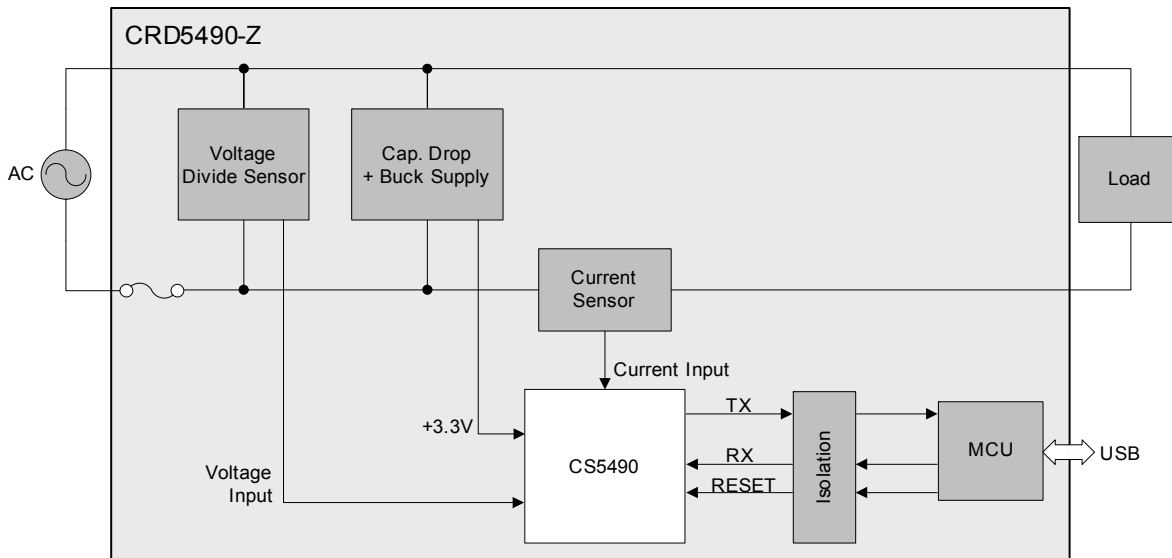 CRD5490-Z
AC
Voltage
Divide Sensor
Cap. Drop
+ Buck Supply
Load
Current
Sensor
Current Input
+3.3V
Voltage
Input
CS5490
TX
RX
RESET
Isolation
MCU
USB